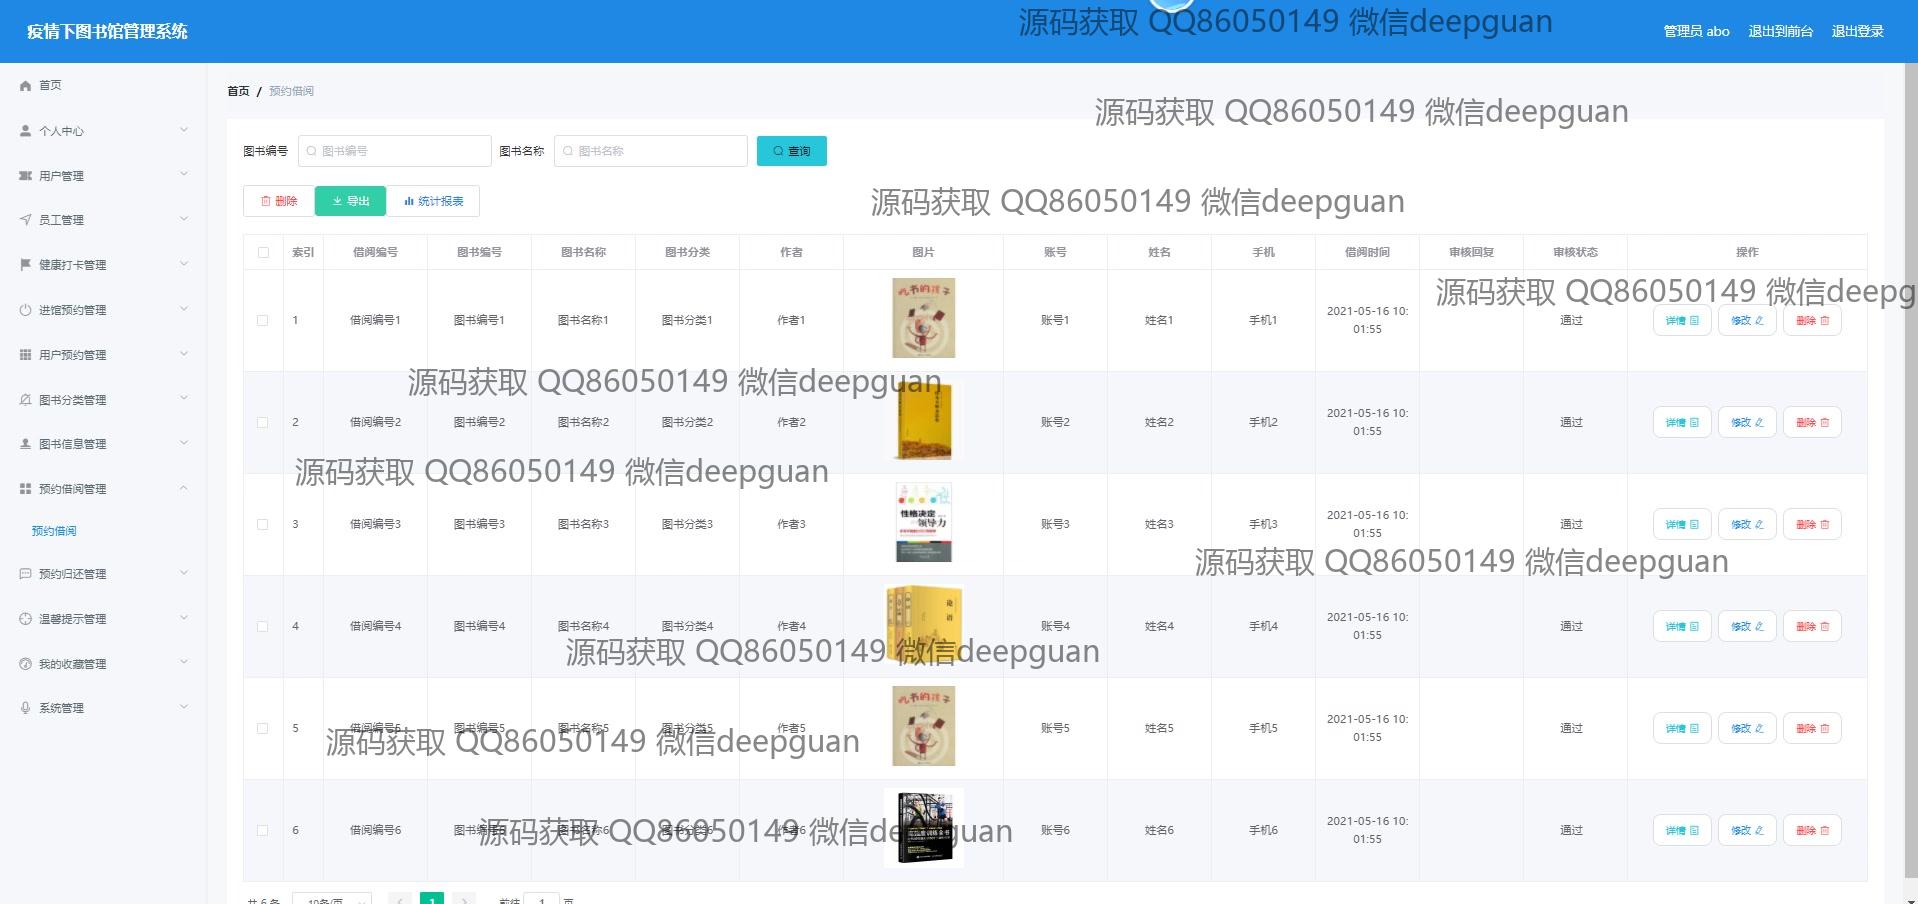 疫情下图书馆管理系统
源码获取 QQ86050149 微信deepguan
管理员 abo 退出到前台 退出登录
首页
个人中心
用户管理
员工管理
健康打卡管理
进馆预约管理
用户预约管理
图书分类管理
图书信息管理
预约借阅管理
预约借阅
预约归还管理
温馨提示管理
我的收藏管理
系统管理
首页 / 预约借阅
源码获取 QQ86050149 微信deepguan
图书编号 图书编号 图书名称 图书名称 查询
删除 导出 统计报表
源码获取 QQ86050149 微信deepguan
索引 借阅编号 图书编号 图书名称 图书分类 作者 图片 账号 姓名 手机 借阅时间 审核回复 审核状态 操作
源码获取 QQ86050149 微信deepg
吃书的孩子
1 借阅编号1 图书编号1 图书名称1 图书分类1 作者1 账号1 姓名1 手机1 2021-05-16 10:
01:55 通过 详情 修改 删除
源码获取 QQ86050149 微信deepguan
2 借阅编号2 图书编号2 图书名称2 图书分类2 作者2 账号2 姓名2 手机2 2021-05-16 10:
01:55 通过 详情 修改 删除
源码获取 QQ86050149 微信deepguan
性格决定
领导力
3 借阅编号3 图书编号3 图书名称3 图书分类3 作者3 账号3 姓名3 手机3 2021-05-16 10:
01:55 通过 详情 修改 删除
源码获取 QQ86050149 微信deepguan
论语
4 借阅编号4 图书编号4 图书名称4 图书分类4 作者4 账号4 姓名4 手机4 2021-05-16 10:
01:55 通过 详情 修改 删除
源码获取 QQ86050149 微信deepguan
吃书的孩子
5 借阅编号5 图书编号5 图书名称5 图书分类5 作者5 账号5 姓名5 手机5 2021-05-16 10:
01:55 通过 详情 修改 删除
源码获取 QQ86050149 微信deepguan
6 借阅编号6 图书编号6 图书名称6 图书分类6 作者6 账号6 姓名6 手机6 2021-05-16 10:
01:55 通过 详情 修改 删除
源码获取 QQ86050149 微信deepguan
共 6 条 10条/页 1 前往 1 页